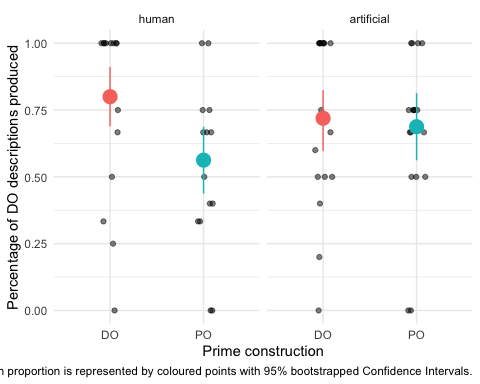 human artificial
Percentage of DO descriptions produced
1.00
0.75
0.50
0.25
0.00
DO PO DO PO
Prime construction
proportion is represented by coloured points with 95% bootstrapped Confidence Intervals.